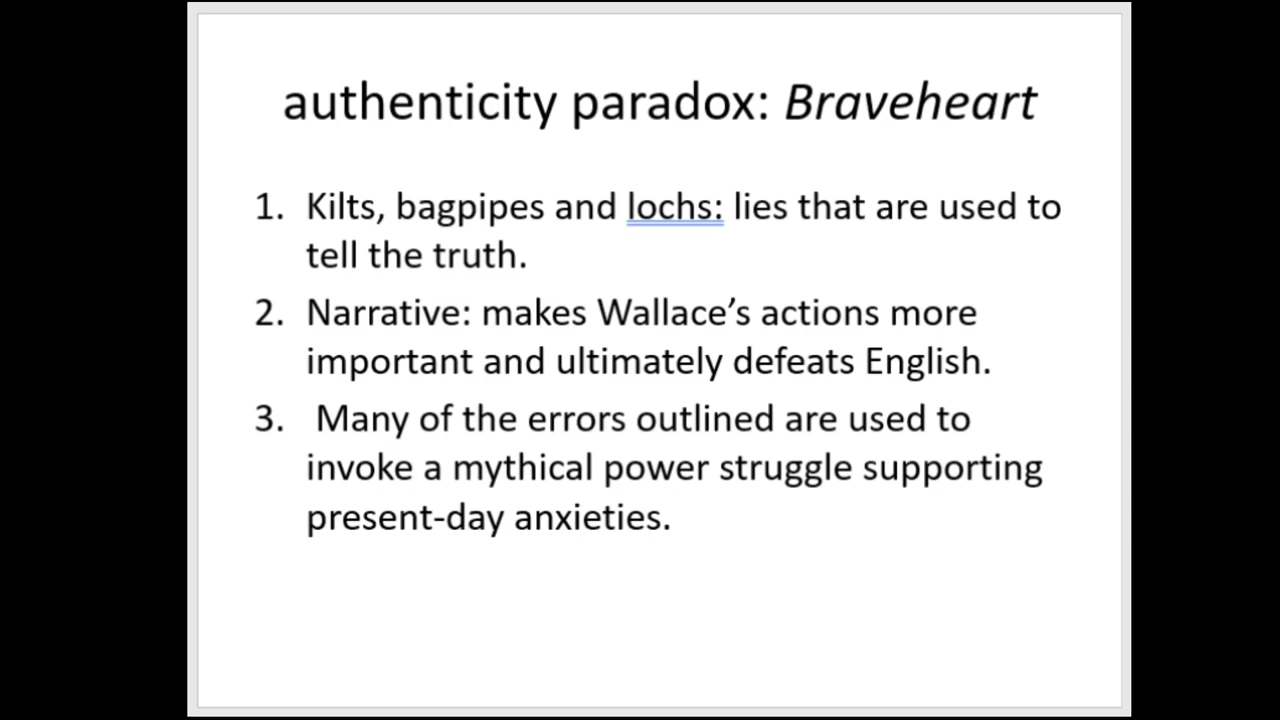 authenticity paradox: Braveheart
1. Kilts, bagpipes and lochs: lies that are used to
tell the truth.
2. Narrative: makes Wallace’s actions more
important and ultimately defeats English.
3. Many of the errors outlined are used to
invoke a mythical power struggle supporting
present-day anxieties.